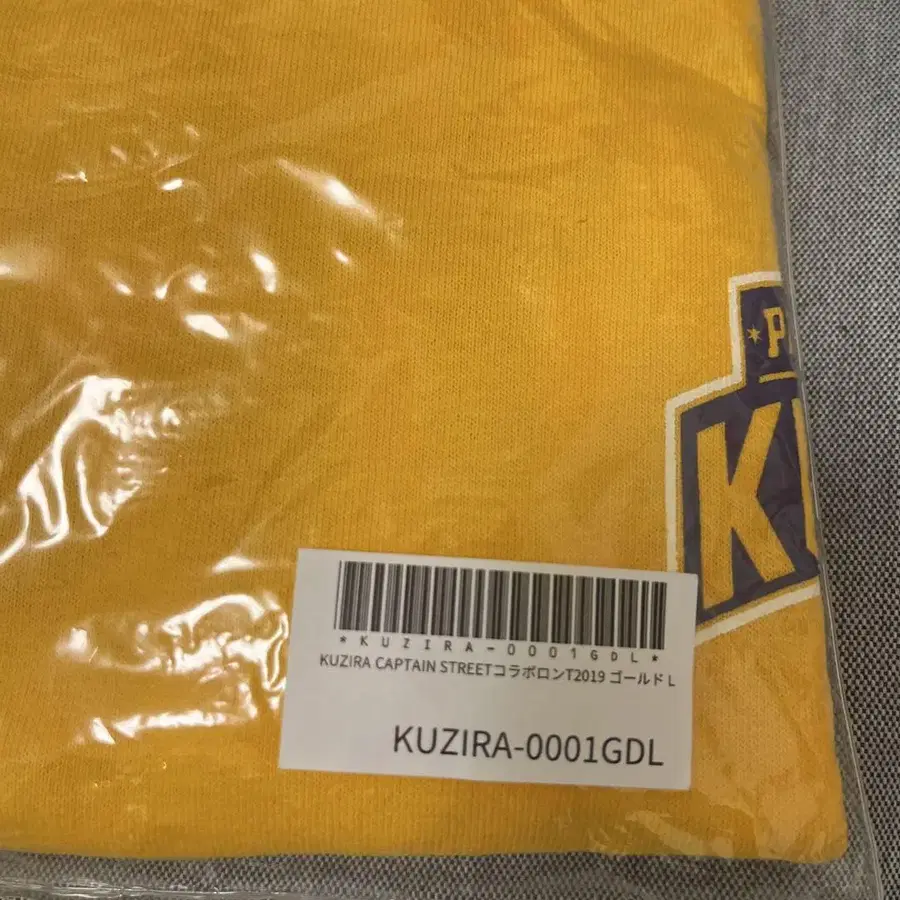 *P
KU
*KUZIRA-0001GDL*
KUZIRA CAPTAIN STREETコラボロンT2019 ゴールド L
KUZIRA-0001GDL